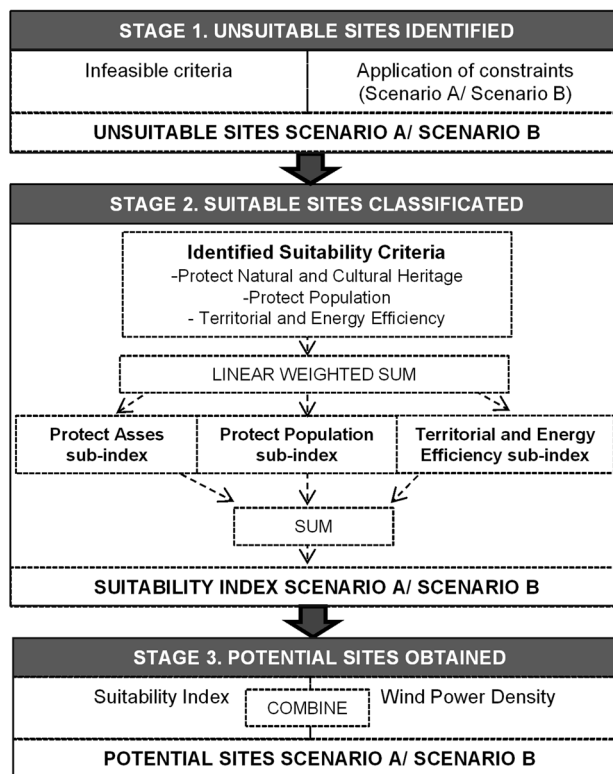 STAGE 1. UNSUITABLE SITES IDENTIFIED
Infeasible criteria
Application of constraints
(Scenario A/ Scenario B)
UNSUITABLE SITES SCENARIO A/ SCENARIO B
STAGE 2. SUITABLE SITES CLASSIFICATED
Identified Suitability Criteria
-Protect Natural and Cultural Heritage
-Protect Population
- Territorial and Energy Efficiency
LINEAR WEIGHTED SUM
Protect Asses
sub-index
Protect Population
sub-index
Territorial and Energy
Efficiency sub-index
SUM
SUITABILITY INDEX SCENARIO A/ SCENARIO B
STAGE 3. POTENTIAL SITES OBTAINED
Suitability Index
COMBINE
Wind Power Density
POTENTIAL SITES SCENARIO A/ SCENARIO B